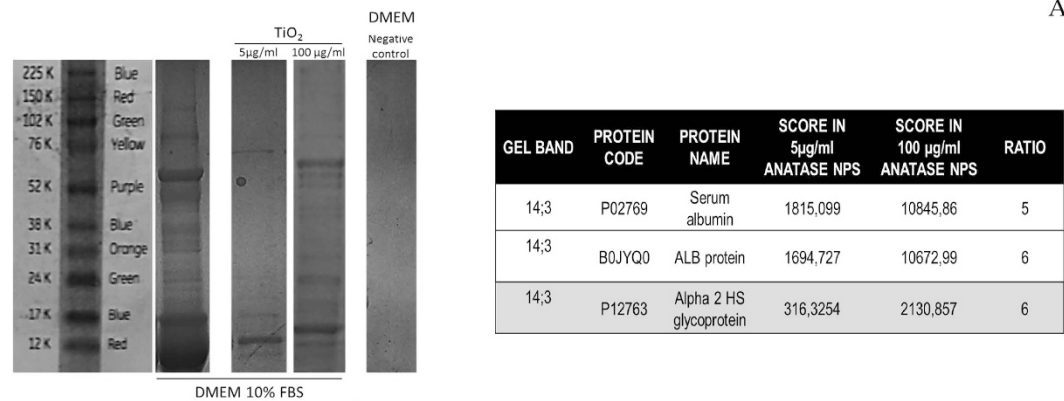 A
TiO2
5µg/ml 100 µg/ml
DMEM
Negative
control
225 K Blue
150 K Red
102 K Green
76 K Yellow
52 K Purple
38 K Blue
31 K Orange
24 K Green
17 K Blue
12 K Red
DMEM 10% FBS
GEL BAND PROTEIN CODE PROTEIN NAME SCORE IN 5µg/ml ANATASE NPS SCORE IN 100 µg/ml ANATASE NPS RATIO
14;3 P02769 Serum albumin 1815,099 10845,86 5
14;3 B0JYQ0 ALB protein 1694,727 10672,99 6
14;3 P12763 Alpha 2 HS glycoprotein 316,3254 2130,857 6